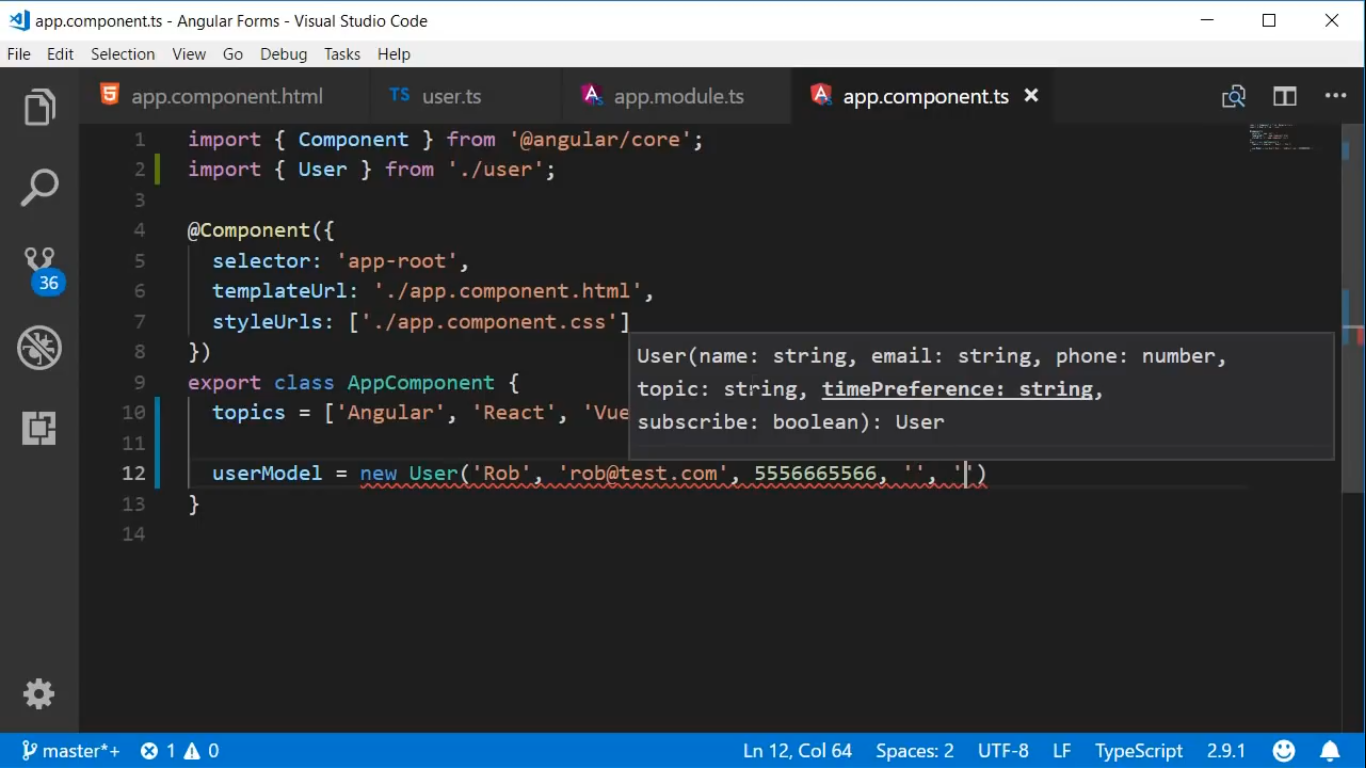 app.component.ts - Angular Forms - Visual Studio Code
File Edit Selection View Go Debug Tasks Help
app.component.html TS user.ts app.module.ts app.component.ts
1 import { Component } from '@angular/core';
2 import { User } from './user';
3
4 @Component({
5 selector: 'app-root',
6 templateUrl: './app.component.html',
7 styleUrls: ['./app.component.css']
8 })
9 export class AppComponent {
10 topics = ['Angular', 'React', 'Vue
11
12 userModel = new User('Rob', 'rob@test.com', 5556665566, '', '')
13 }
14
User(name: string, email: string, phone: number,
topic: string, timePreference: string,
subscribe: boolean): User
36
master*+ 1 0 Ln 12, Col 64 Spaces: 2 UTF-8 LF TypeScript 2.9.1